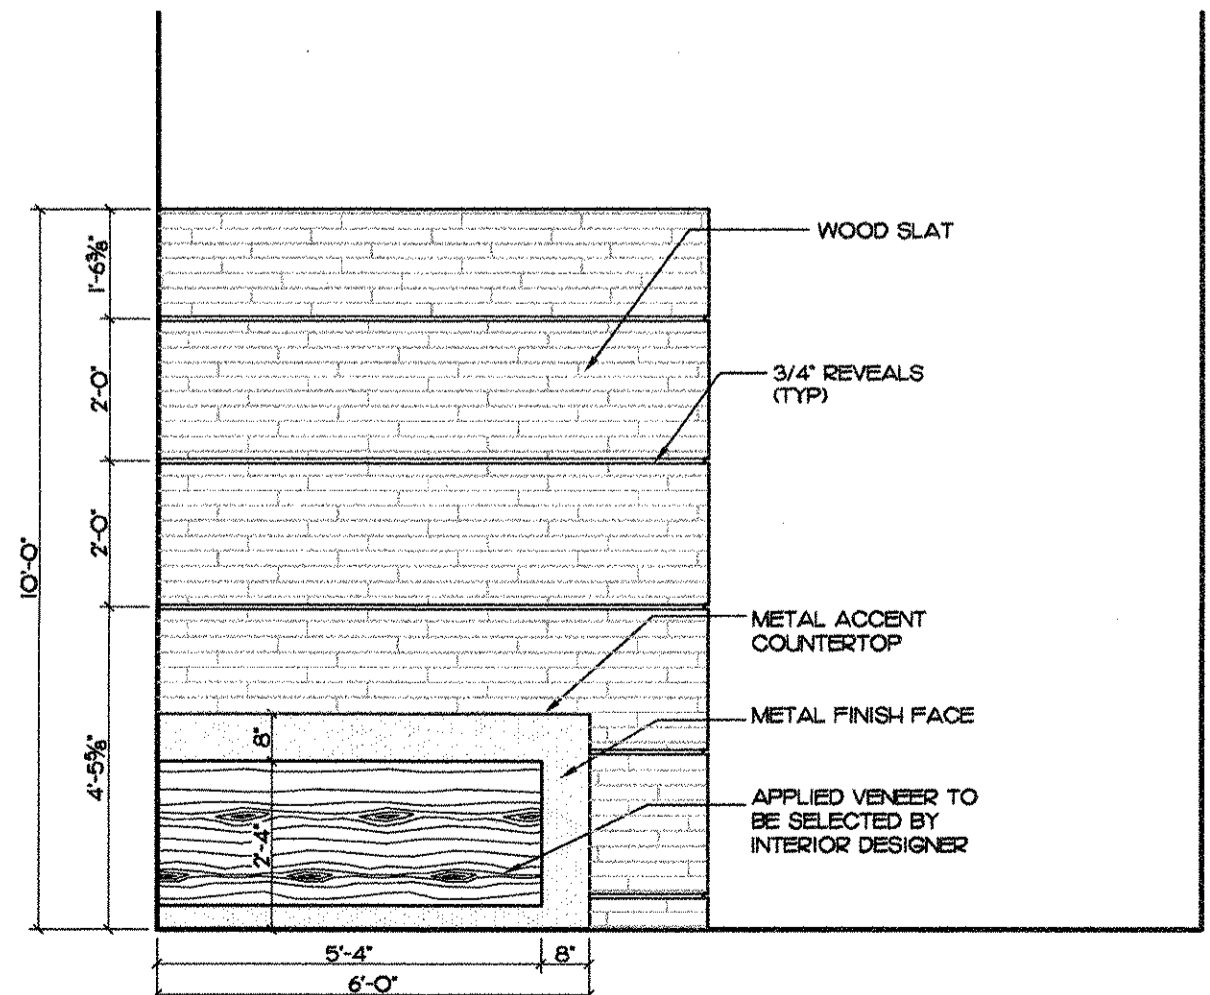 WOOD SLAT
3/4" REVEALS
(TYP)
METAL ACCENT
COUNTERTOP
METAL FINISH FACE
APPLIED VENEER TO
BE SELECTED BY
INTERIOR DESIGNER
10'-0"
1'-6⅜"
2'-0"
2'-0"
4'-5⅝"
8"
2'-4"
5'-4"
8"
6'-0"